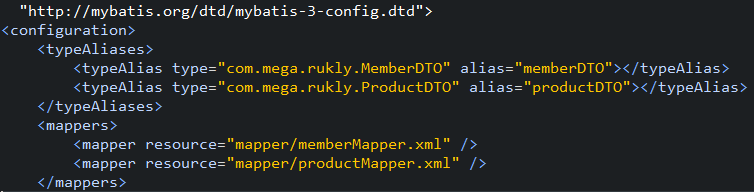 "http://mybatis.org/dtd/mybatis-3-config.dtd">
<configuration>
<typeAliases>
<typeAlias type="com.mega.rukly.MemberDTO" alias="memberDTO"></typeAlias>
<typeAlias type="com.mega.rukly.ProductDTO" alias="productDTO"></typeAlias>
</typeAliases>
<mappers>
<mapper resource="mapper/memberMapper.xml" />
<mapper resource="mapper/productMapper.xml" />
</mappers>